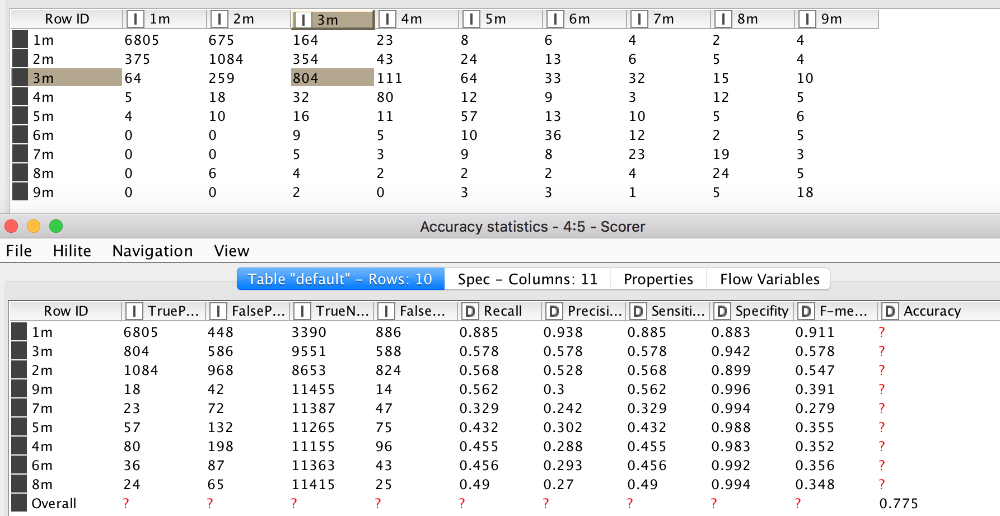 Row ID I 1m I 2m I 3m I 4m I 5m I 6m I 7m I 8m I 9m
1m 6805 675 164 23 8 6 4 2 4
2m 375 1084 354 43 24 13 6 5 4
3m 64 259 804 111 64 33 32 15 10
4m 5 18 32 80 12 9 3 12 5
5m 4 10 16 11 57 13 10 5 6
6m 0 0 9 5 10 36 12 2 5
7m 0 0 5 3 9 8 23 19 3
8m 0 6 4 2 2 2 4 24 5
9m 0 0 2 0 3 3 1 5 18
Accuracy statistics - 4:5 - Scorer
File Hilite Navigation View
Table "default" - Rows: 10 Spec - Columns: 11 Properties Flow Variables
Row ID I TrueP... I FalseP... I TrueN... I False... D Recall D Precisi... D Sensiti... D Specifity D F-me... D Accuracy
1m 6805 448 3390 886 0.885 0.938 0.885 0.883 0.911 ?
3m 804 586 9551 588 0.578 0.578 0.578 0.942 0.578 ?
2m 1084 968 8653 824 0.568 0.528 0.568 0.899 0.547 ?
9m 18 42 11455 14 0.562 0.3 0.562 0.996 0.391 ?
7m 23 72 11387 47 0.329 0.242 0.329 0.994 0.279 ?
5m 57 132 11265 75 0.432 0.302 0.432 0.988 0.355 ?
4m 80 198 11155 96 0.455 0.288 0.455 0.983 0.352 ?
6m 36 87 11363 43 0.456 0.293 0.456 0.992 0.356 ?
8m 24 65 11415 25 0.49 0.27 0.49 0.994 0.348 ?
Overall ? ? ? ? ? ? ? ? ? 0.775